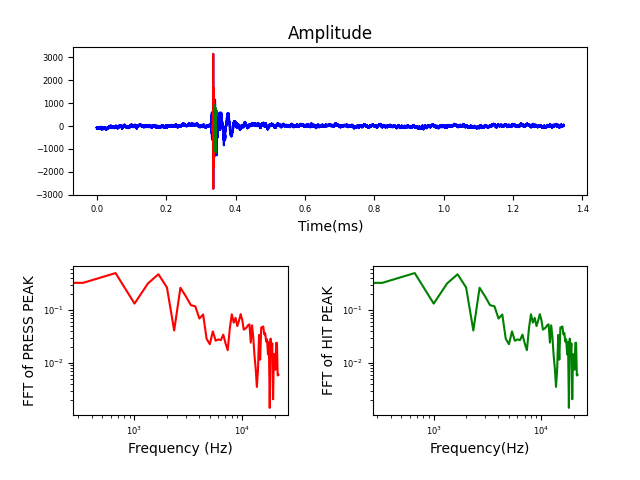 Amplitude
3000
2000
1000
0
−1000
−2000
−3000
0.0 0.2 0.4 0.6 0.8 1.0 1.2 1.4
Time(ms)
FFT of PRESS PEAK
10⁻¹
10⁻²
10³ 10⁴
Frequency (Hz)
FFT of HIT PEAK
10⁻¹
10⁻²
10³ 10⁴
Frequency(Hz)